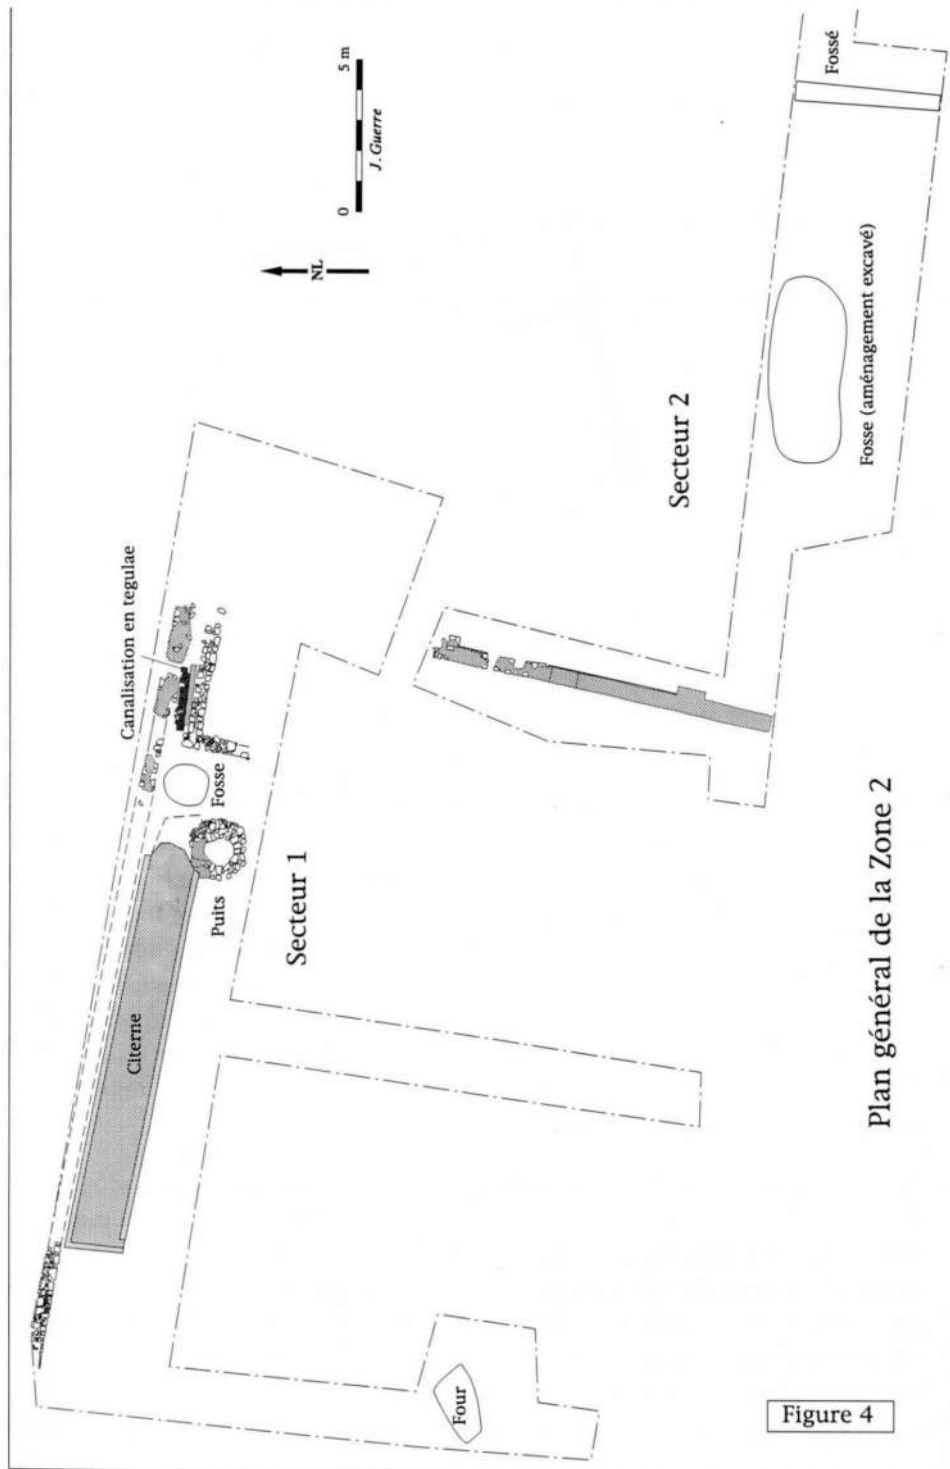 Canalisation en tegulae
Citerne
Puits
Fosse
Secteur 1
Four
NL
0
5 m
J. Guerre
Secteur 2
Fosse (aménagement excavé)
Fossé
Plan général de la Zone 2
Figure 4